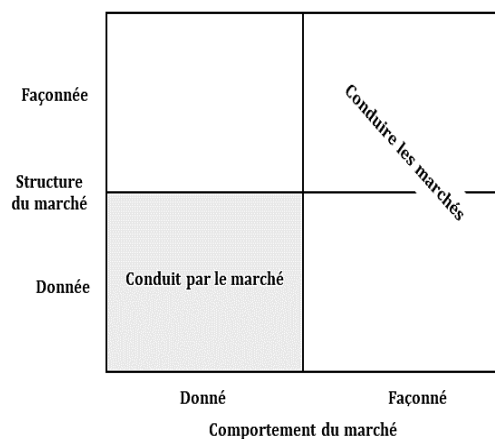 Façonnée
Conduire les marchés
Structure
du marché
Conduit par le marché
Donnée
Donné
Façonné
Comportement du marché